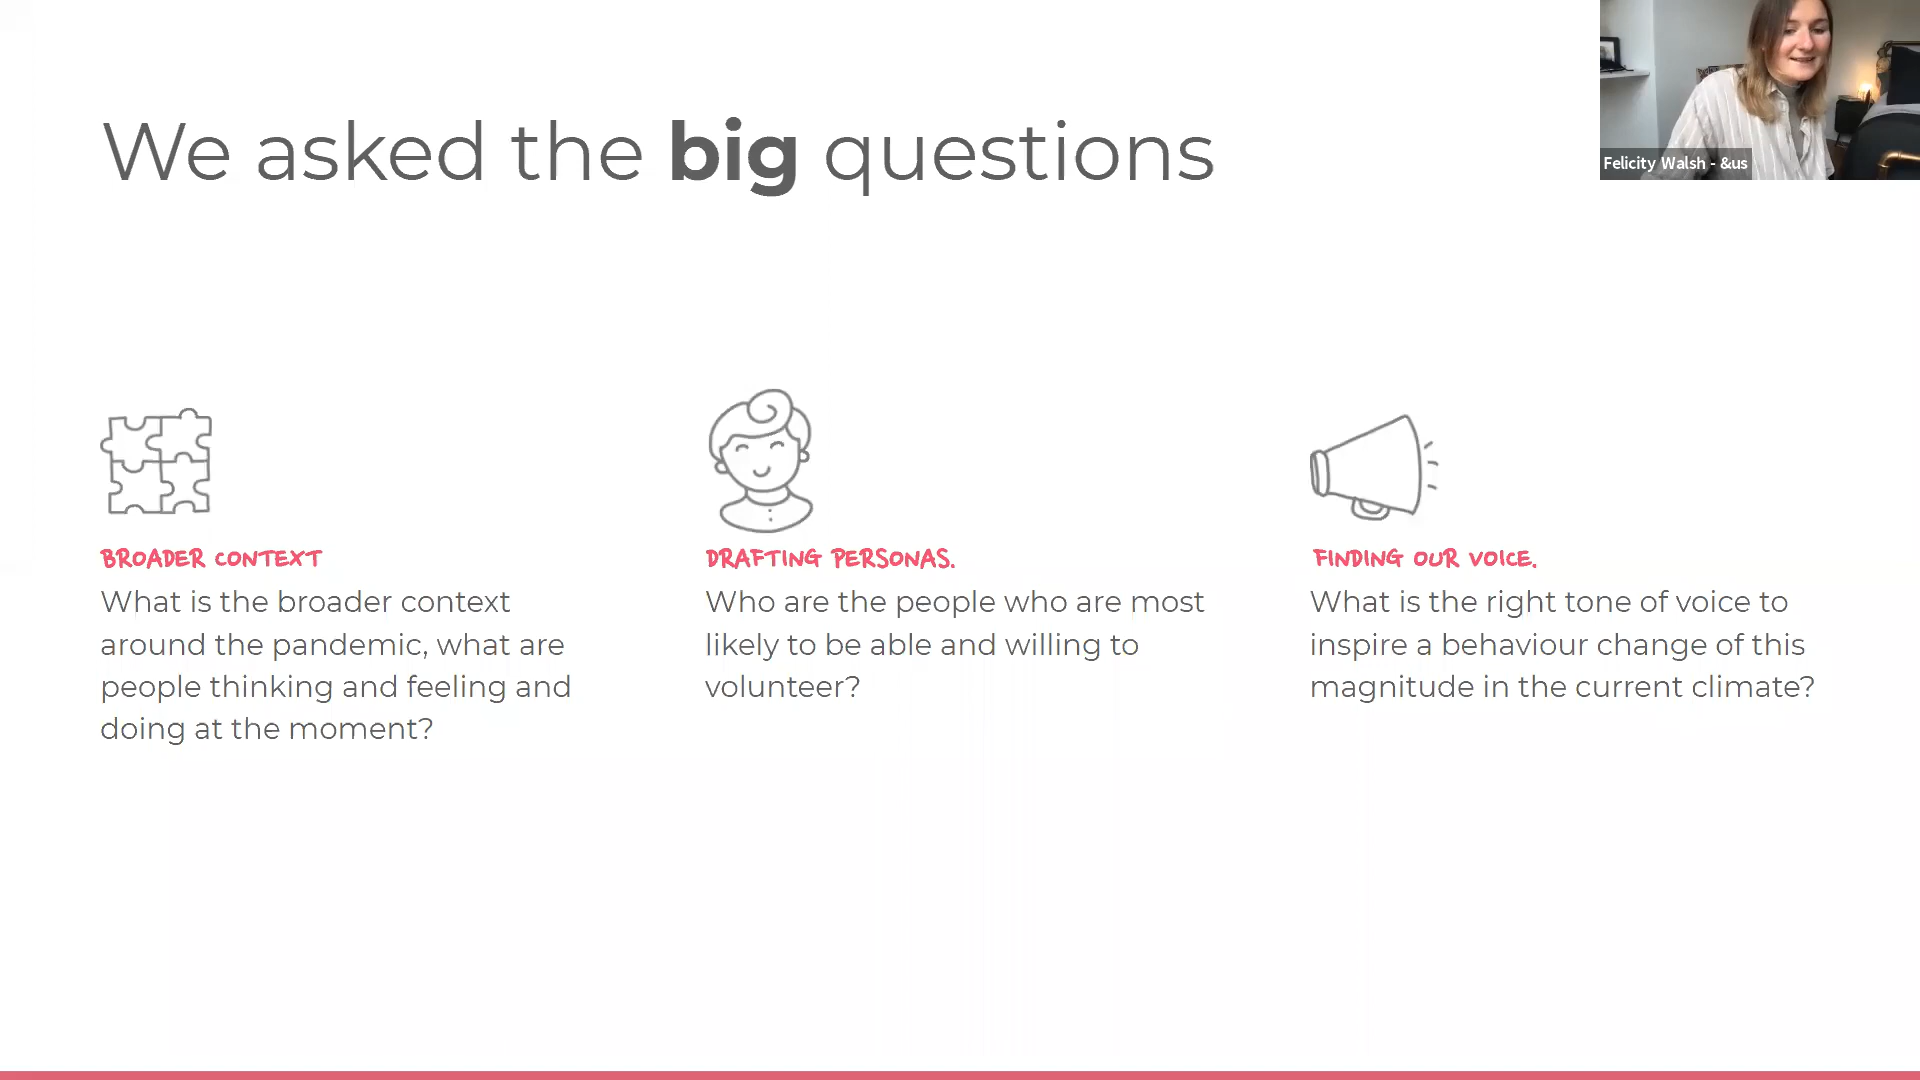 We asked the big questions
Felicity Walsh - &us
BROADER CONTEXT
What is the broader context
around the pandemic, what are
people thinking and feeling and
doing at the moment?
DRAFTING PERSONAS.
Who are the people who are most
likely to be able and willing to
volunteer?
FINDING OUR VOICE.
What is the right tone of voice to
inspire a behaviour change of this
magnitude in the current climate?